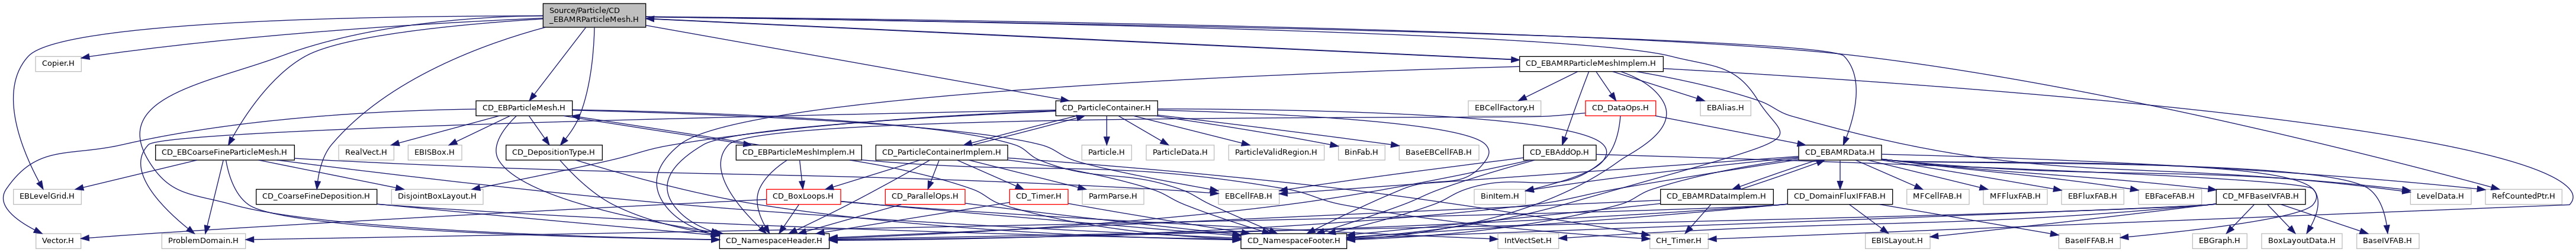 Source/Particle/CD
_EBAMRParticleMesh.H
Copier.H
CD_EBAMRParticleMeshImplem.H
CD_EBParticleMesh.H
CD_ParticleContainer.H
EBCellFactory.H
CD_DataOps.H
EBAlias.H
CD_EBCoarseFineParticleMesh.H
RealVect.H
EBISBox.H
CD_DepositionType.H
CD_EBParticleMeshImplem.H
CD_ParticleContainerImplem.H
Particle.H
ParticleData.H
ParticleValidRegion.H
BinFab.H
BaseEBCellFAB.H
CD_EBAddOp.H
CD_EBAMRData.H
EBLevelGrid.H
CD_CoarseFineDeposition.H
DisjointBoxLayout.H
CD_BoxLoops.H
CD_ParallelOps.H
CD_Timer.H
ParmParse.H
EBCellFAB.H
BinItem.H
CD_EBAMRDataImplem.H
CD_DomainFluxIFFAB.H
MFCellFAB.H
MFFluxFAB.H
EBFluxFAB.H
EBFaceFAB.H
CD_MFBaseIVFAB.H
LevelData.H
RefCountedPtr.H
Vector.H
ProblemDomain.H
CD_NamespaceHeader.H
CD_NamespaceFooter.H
IntVectSet.H
CH_Timer.H
EBISLayout.H
BaseIFFAB.H
EBGraph.H
BoxLayoutData.H
BaseIVFAB.H